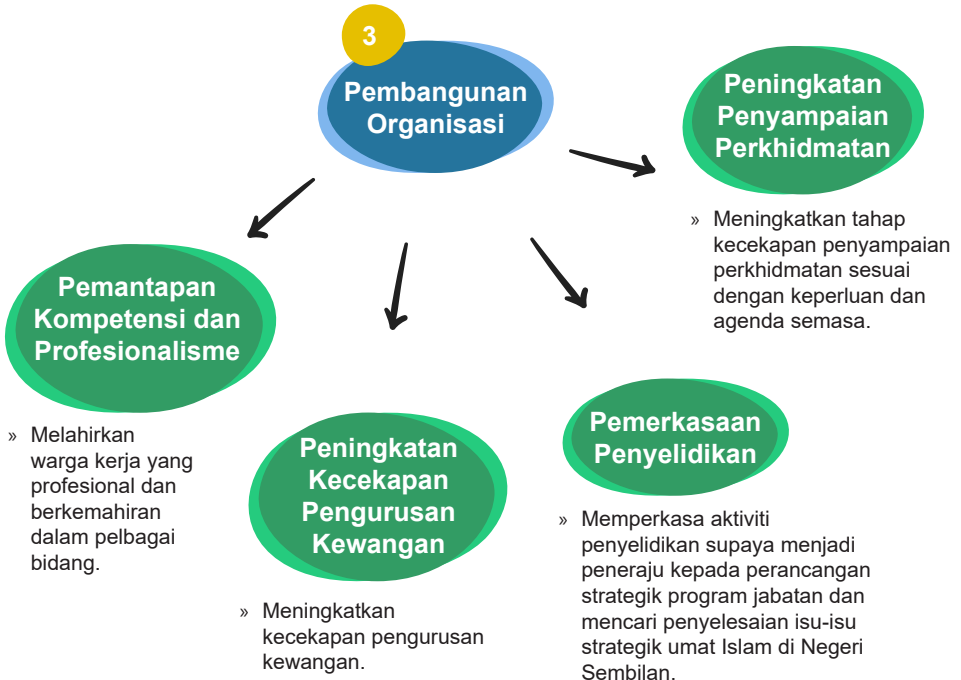 3
Pembangunan
Organisasi
Peningkatan
Penyampaian
Perkhidmatan
» Meningkatkan tahap
kecekapan penyampaian
perkhidmatan sesuai
dengan keperluan dan
agenda semasa.
Pemantapan
Kompetensi dan
Profesionalisme
» Melahirkan
warga kerja yang
profesional dan
berkemahiran
dalam pelbagai
bidang.
Peningkatan
Kecekapan
Pengurusan
Kewangan
» Meningkatkan
kecekapan pengurusan
kewangan.
Pemerkasaan
Penyelidikan
» Memperkasa aktiviti
penyelidikan supaya menjadi
peneraju kepada perancangan
strategik program jabatan dan
mencari penyelesaian isu-isu
strategik umat Islam di Negeri
Sembilan.